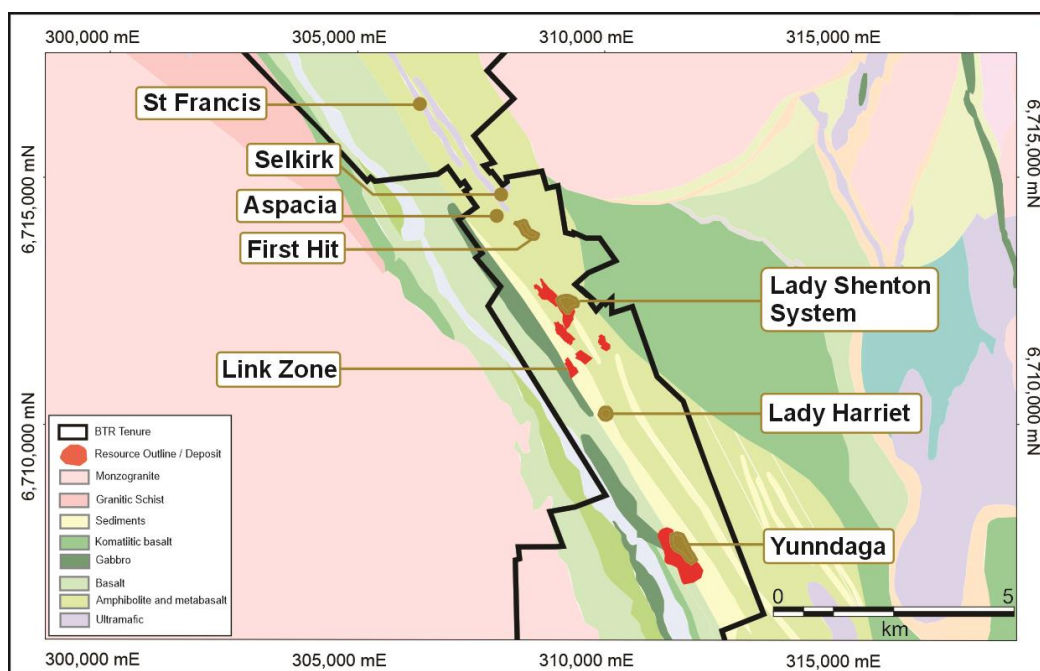 300,000 mE 305,000 mE 310,000 mE 315,000 mE
St Francis
Selkirk
Aspacia
First Hit
Link Zone
Lady Shenton
System
Lady Harriet
Yunndaga
6,715,000 mN
6,710,000 mN
6,715,000 mN
6,710,000 mN
BTR Tenure
Resource Outline / Deposit
Monzogranite
Granitic Schist
Sediments
Komatiitic basalt
Gabbro
Basalt
Amphibolite and metabasalt
Ultramafic
0 5
km
300,000 mE 305,000 mE 310,000 mE 315,000 mE